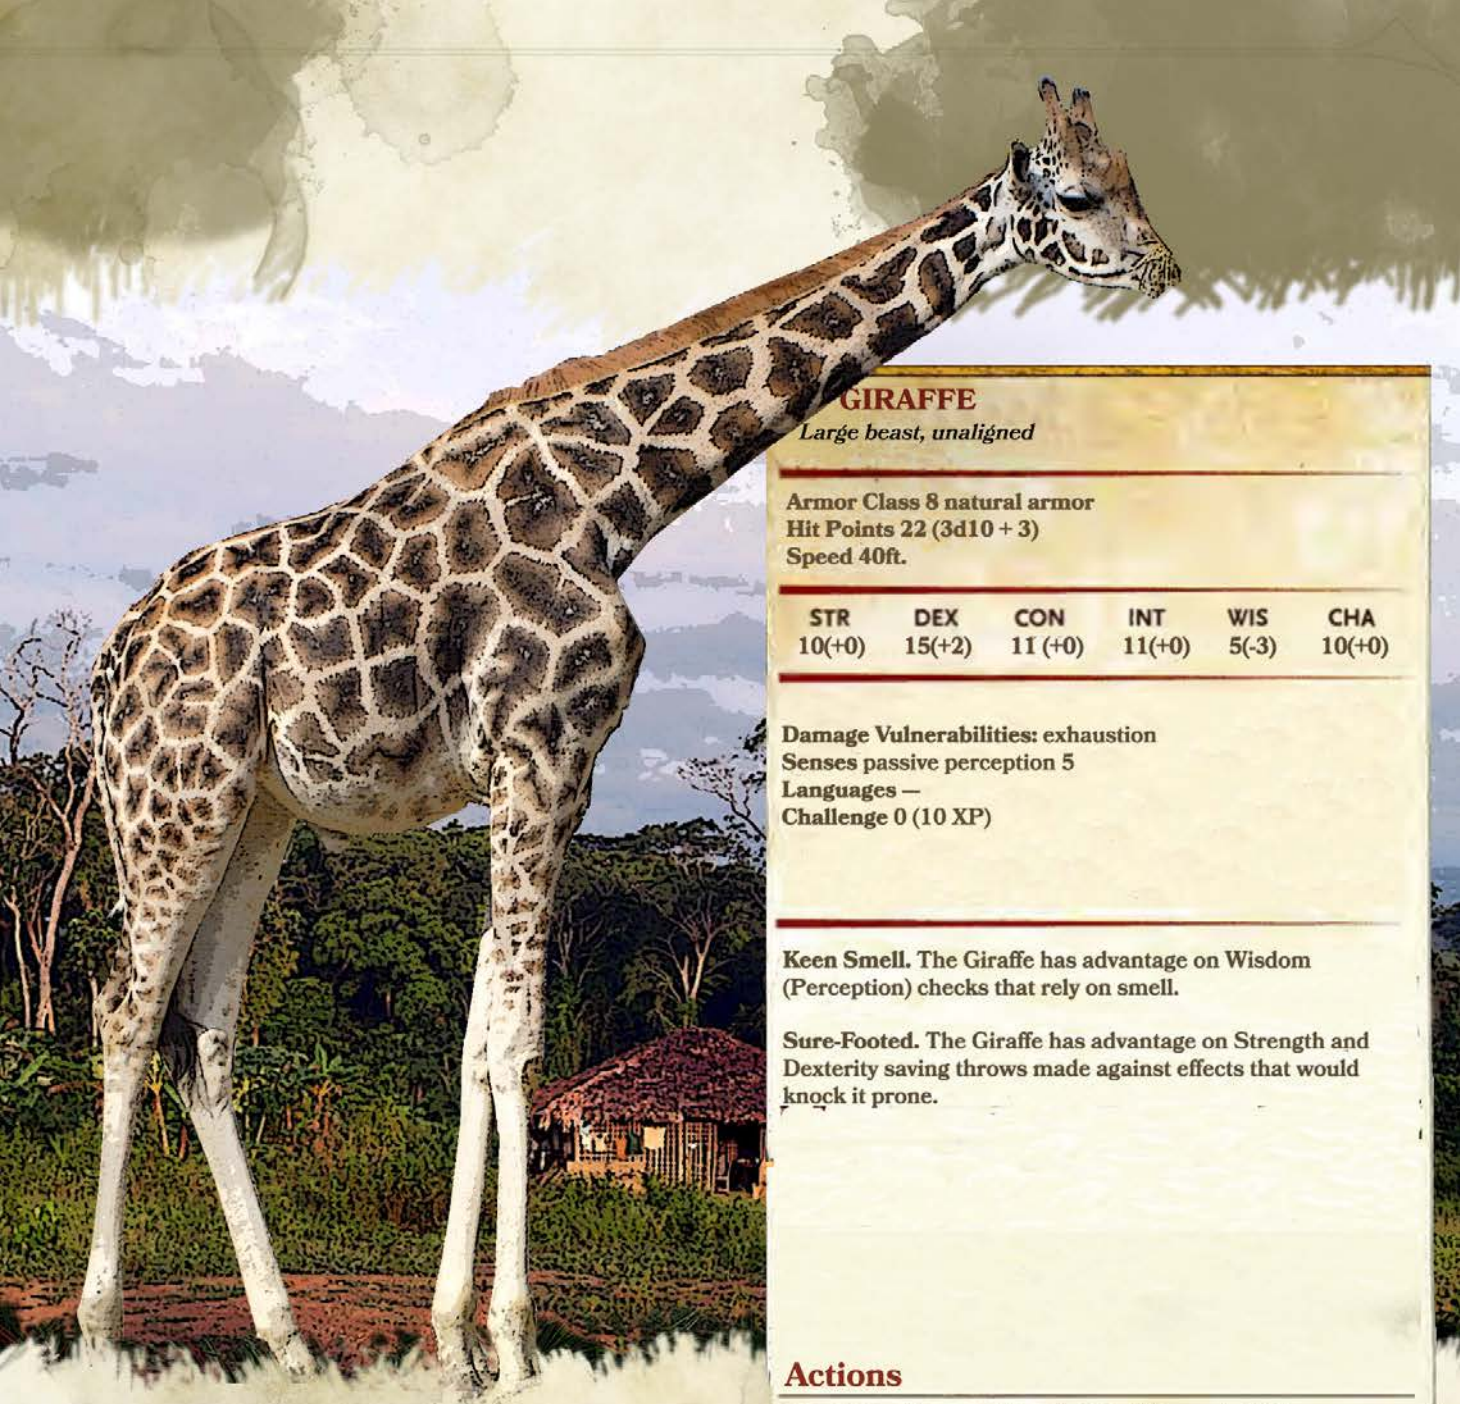 GIRAFFE
Large beast, unaligned
Armor Class 8 natural armor
Hit Points 22 (3d10 + 3)
Speed 40ft.
STR DEX CON INT WIS CHA
10(+0) 15(+2) 11 (+0) 11(+0) 5(-3) 10(+0)
Damage Vulnerabilities: exhaustion
Senses passive perception 5
Languages —
Challenge 0 (10 XP)
Keen Smell. The Giraffe has advantage on Wisdom
(Perception) checks that rely on smell.
Sure-Footed. The Giraffe has advantage on Strength and
Dexterity saving throws made against effects that would
knock it prone.
Actions